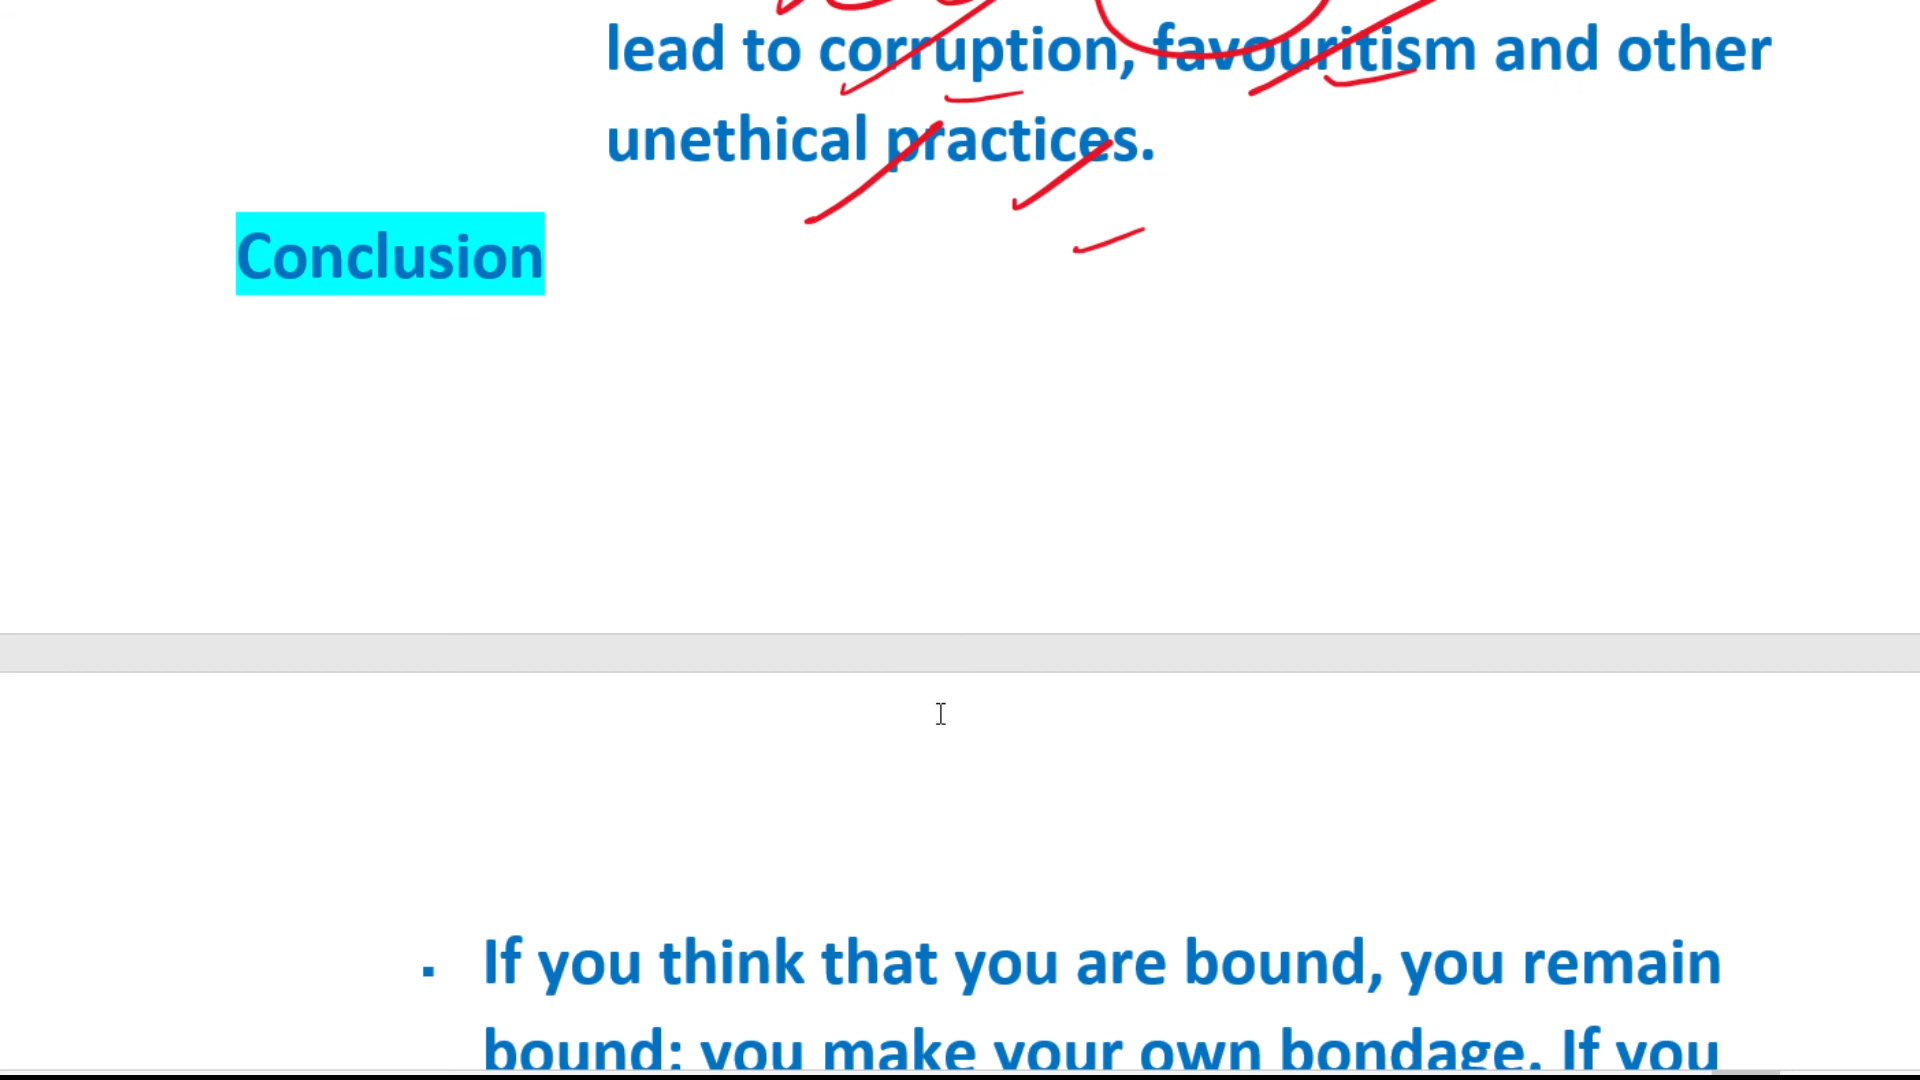 lead to corruption, favouritism and other
unethical practices.
Conclusion
▪ If you think that you are bound, you remain
bound; you make your own bondage. If you